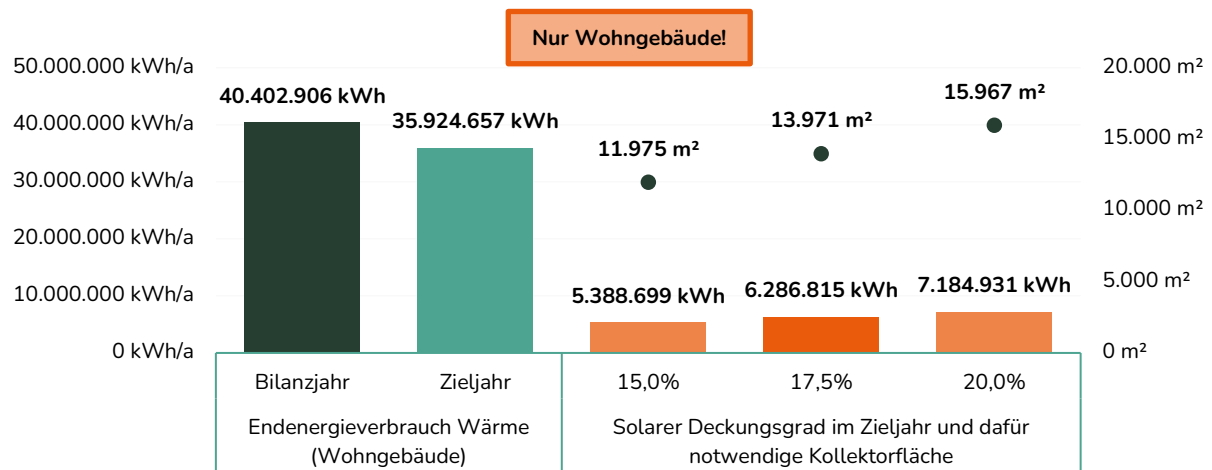 Nur Wohngebäude!
50.000.000 kWh/a
40.000.000 kWh/a
30.000.000 kWh/a
20.000.000 kWh/a
10.000.000 kWh/a
0 kWh/a
40.402.906 kWh
35.924.657 kWh
11.975 m²
13.971 m²
15.967 m²
5.388.699 kWh
6.286.815 kWh
7.184.931 kWh
20.000 m²
15.000 m²
10.000 m²
5.000 m²
0 m²
Bilanzjahr
Zieljahr
15,0%
17,5%
20,0%
Endenergieverbrauch Wärme
(Wohngebäude)
Solarer Deckungsgrad im Zieljahr und dafür
notwendige Kollektorfläche